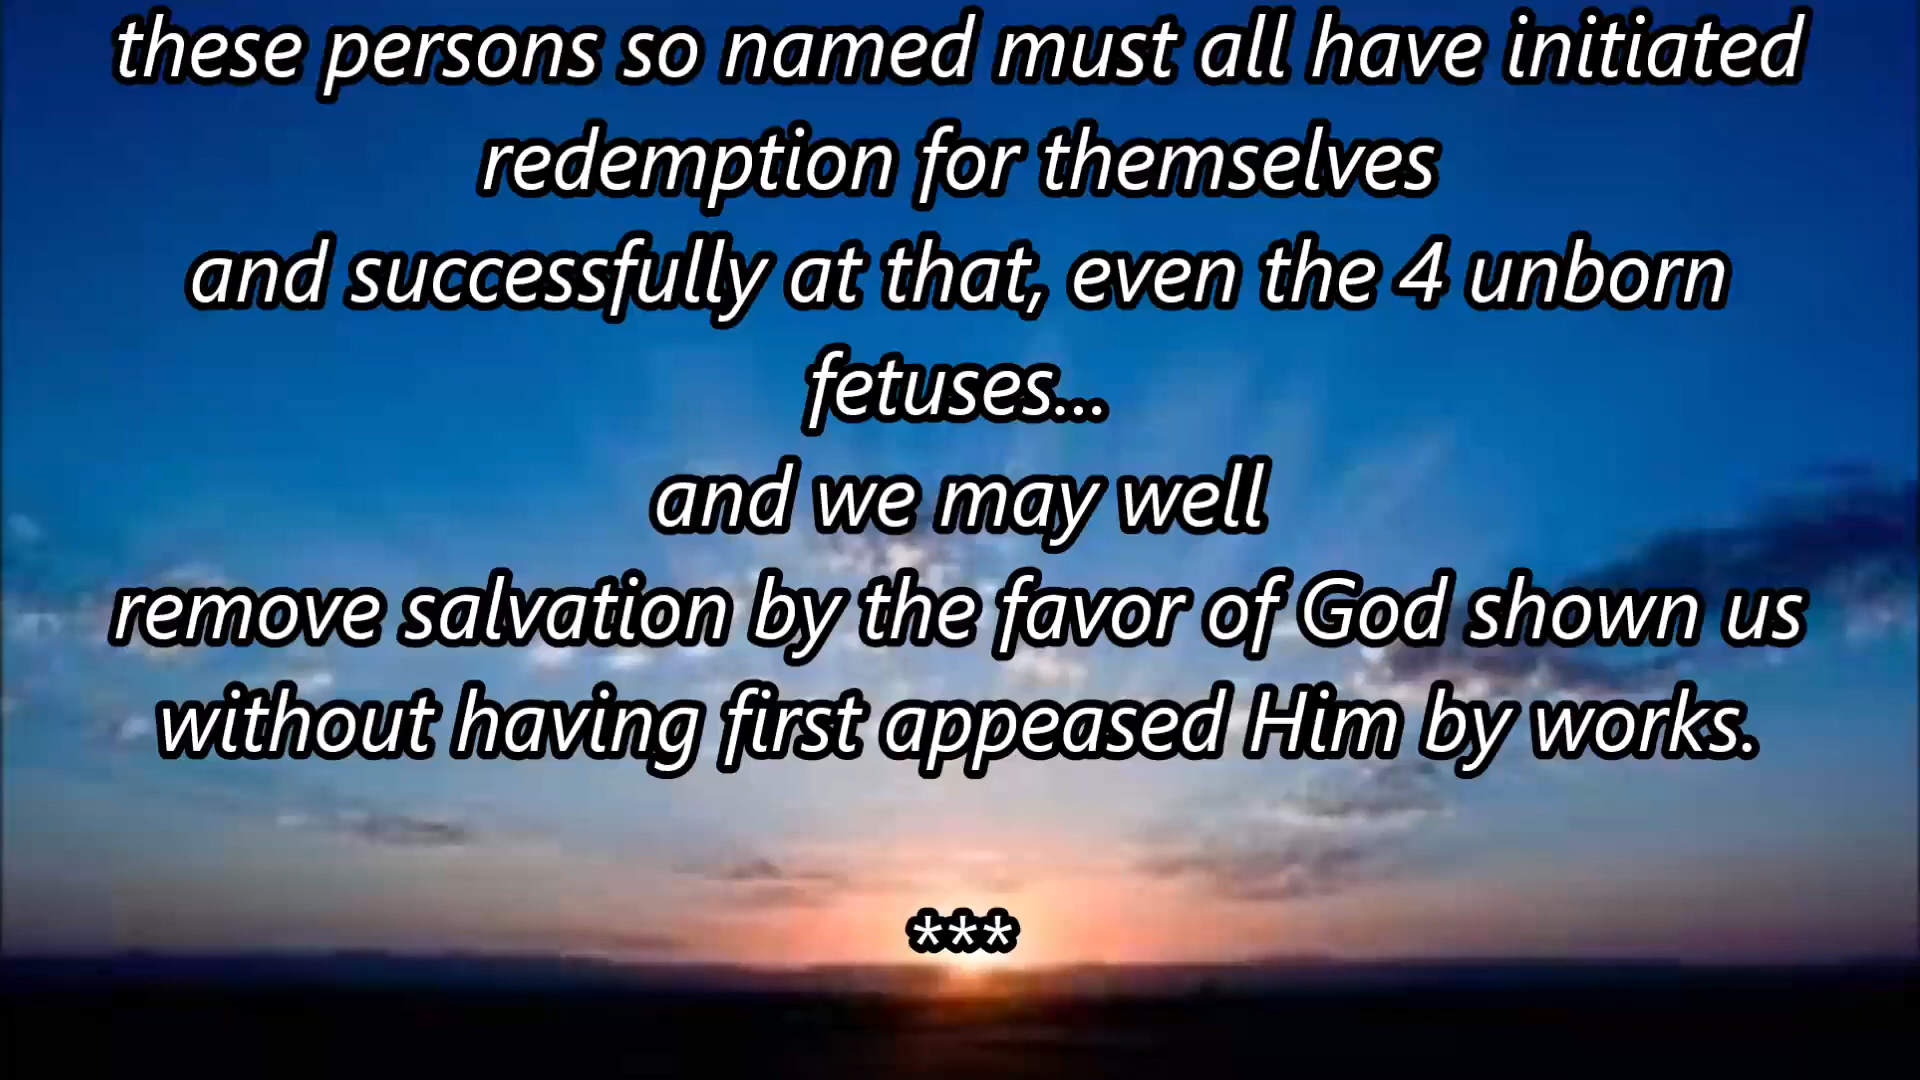 these persons so named must all have initiated
redemption for themselves
and successfully at that, even the 4 unborn
fetuses...
and we may well
remove salvation by the favor of God shown us
without having first appeased Him by works.
***